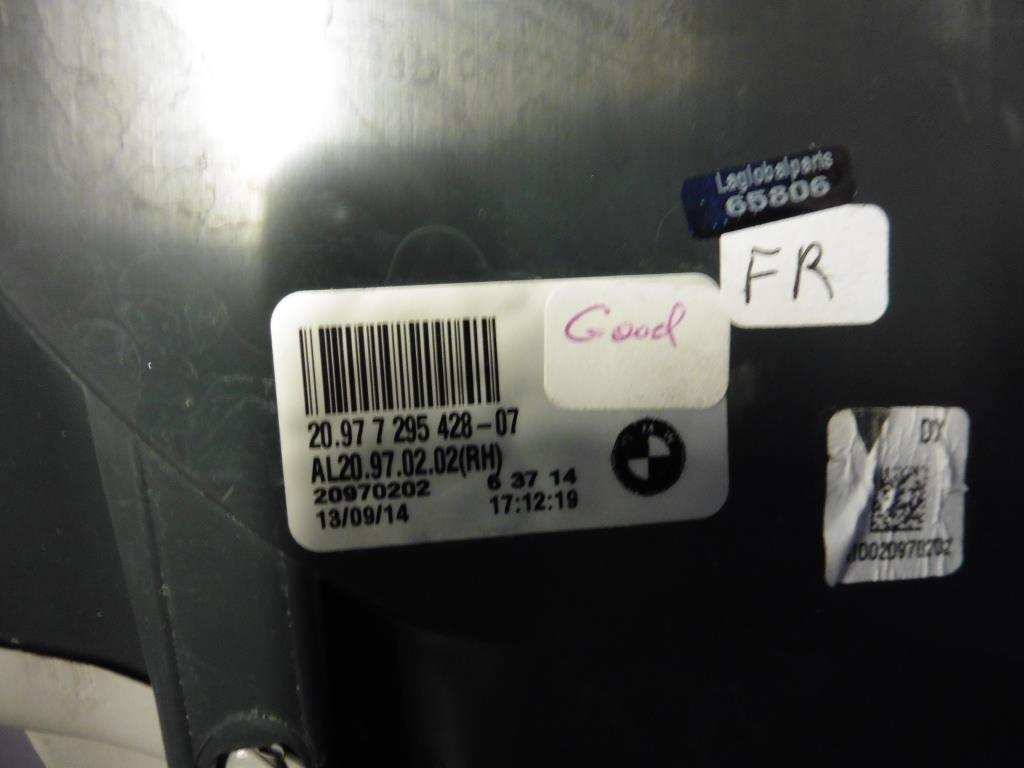 Laglobalparts
65806
FR
Good
20.97 7 295 428-07
AL20.97.02.02(RH)
20970202 6 37 14
13/09/14 17:12:19
BMW
DX
0020970202